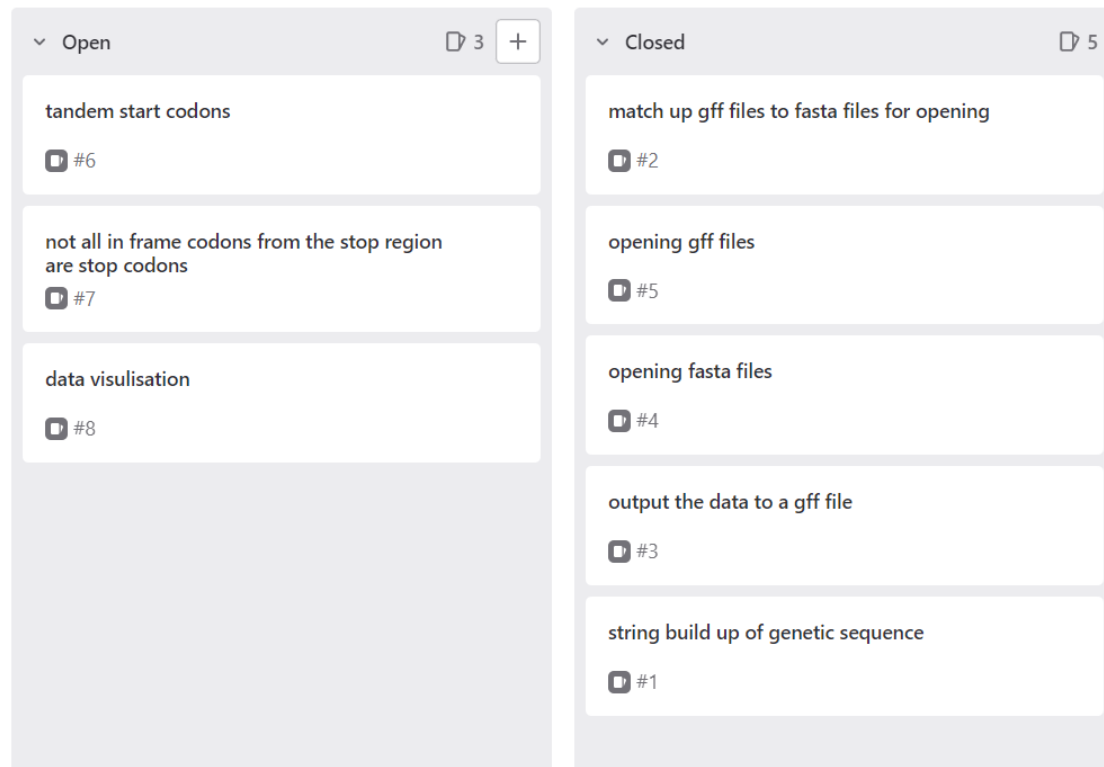 Open 3 +
tandem start codons
#6
not all in frame codons from the stop region
are stop codons
#7
data visulisation
#8
Closed 5
match up gff files to fasta files for opening
#2
opening gff files
#5
opening fasta files
#4
output the data to a gff file
#3
string build up of genetic sequence
#1